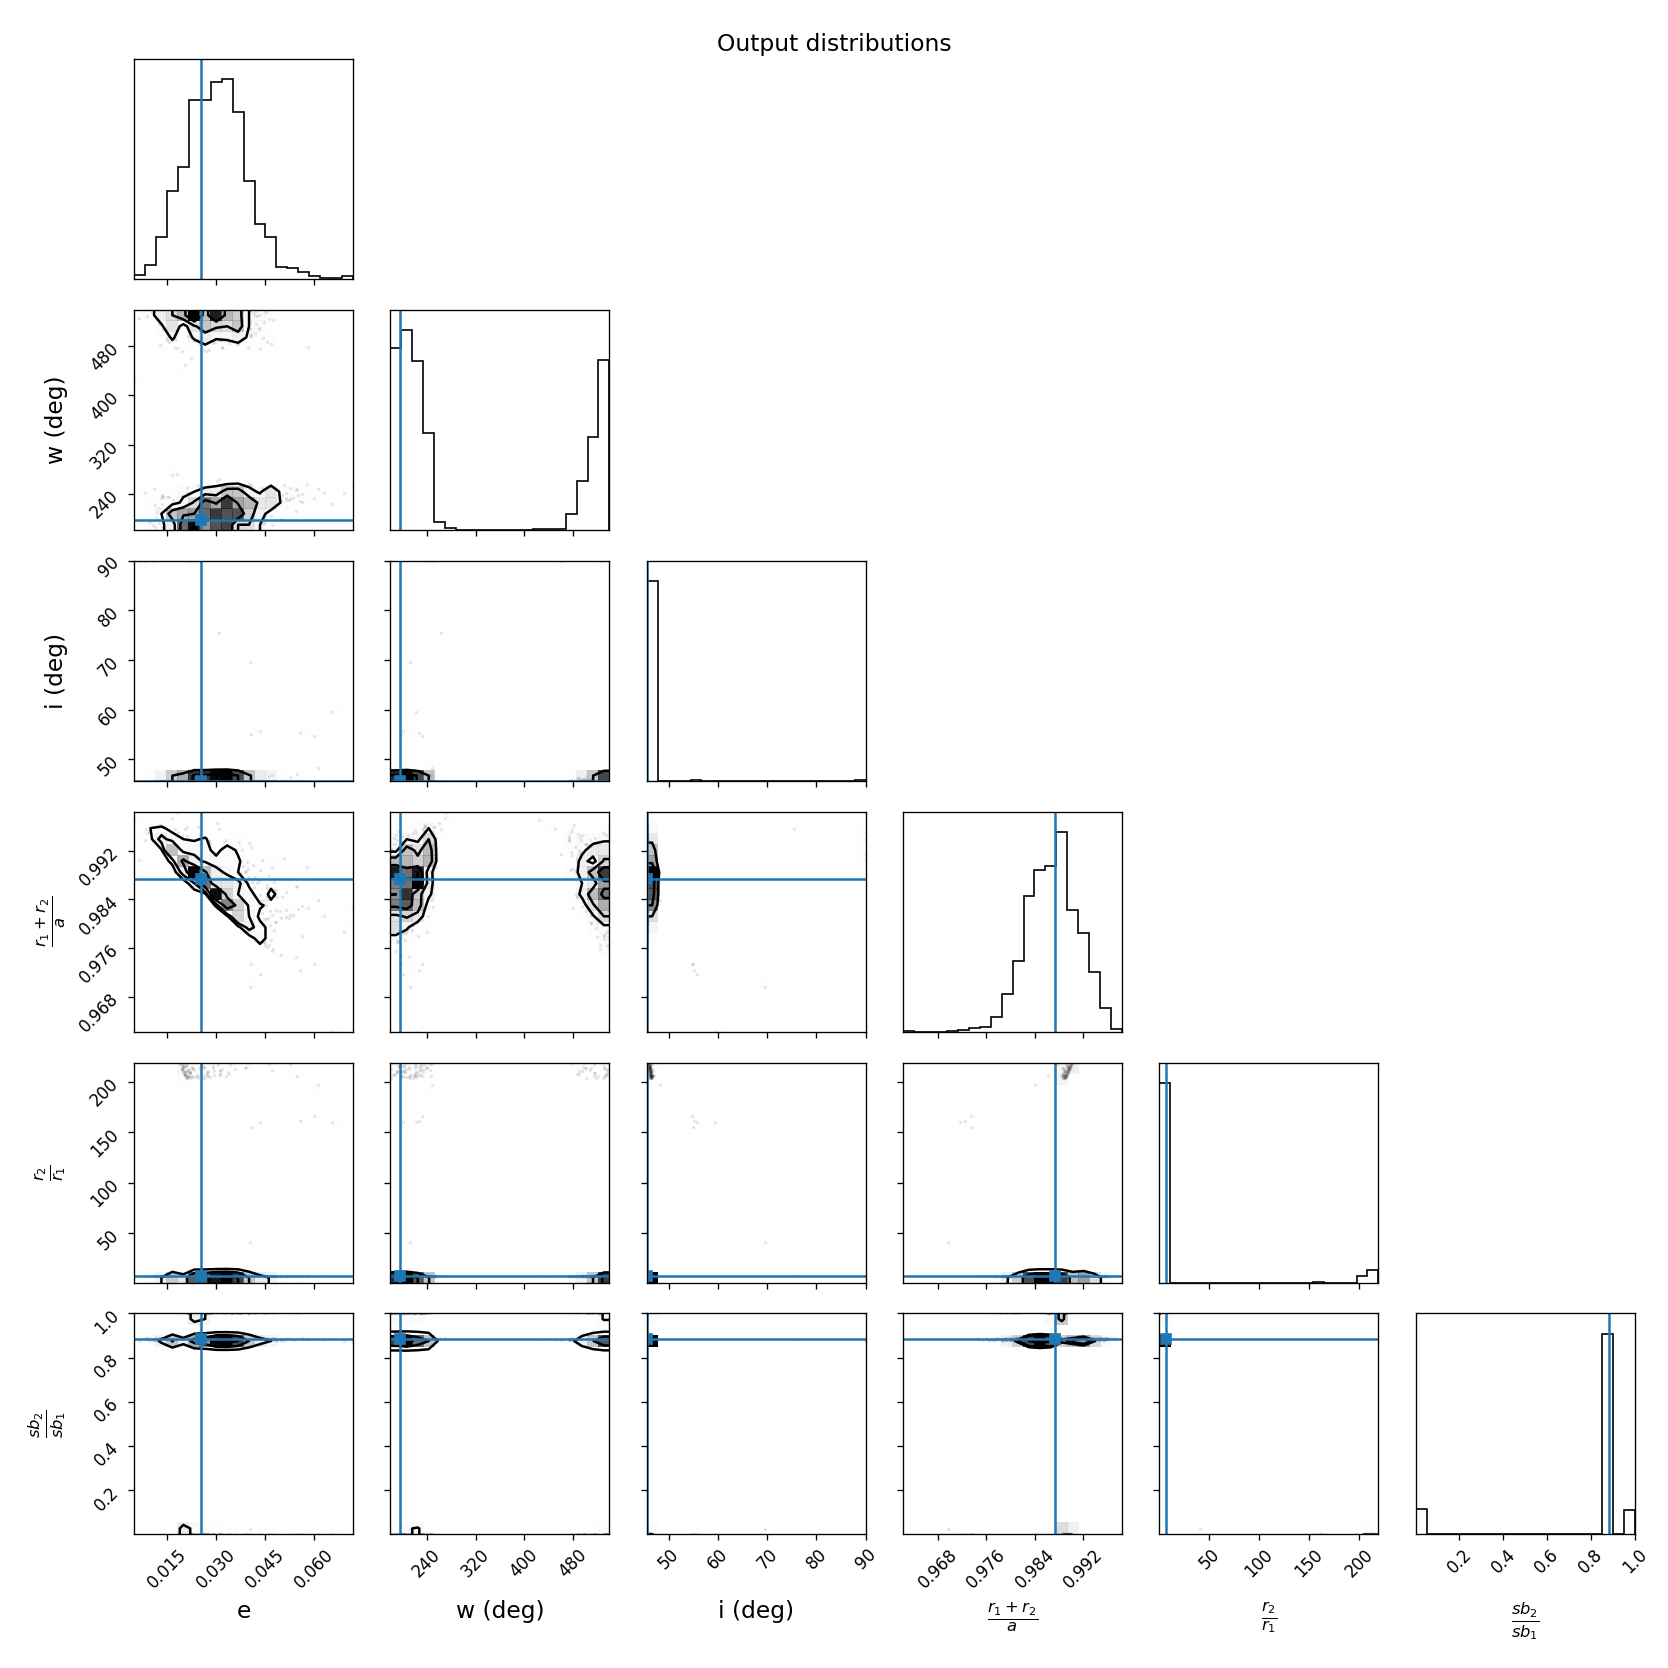 Output distributions
w (deg)
480
400
320
240
i (deg)
90
80
70
60
50
r₁ + r₂
a
0.992
0.984
0.976
0.968
r₂
r₁
200
150
100
50
sb₂
sb₁
1.0
0.8
0.6
0.4
0.2
0.015 0.030 0.045 0.060
240 320 400 480
50 60 70 80 90
0.968 0.976 0.984 0.992
50 100 150 200
0.2 0.4 0.6 0.8 1.0
e
w (deg)
i (deg)
r₁ + r₂
a
r₂
r₁
sb₂
sb₁